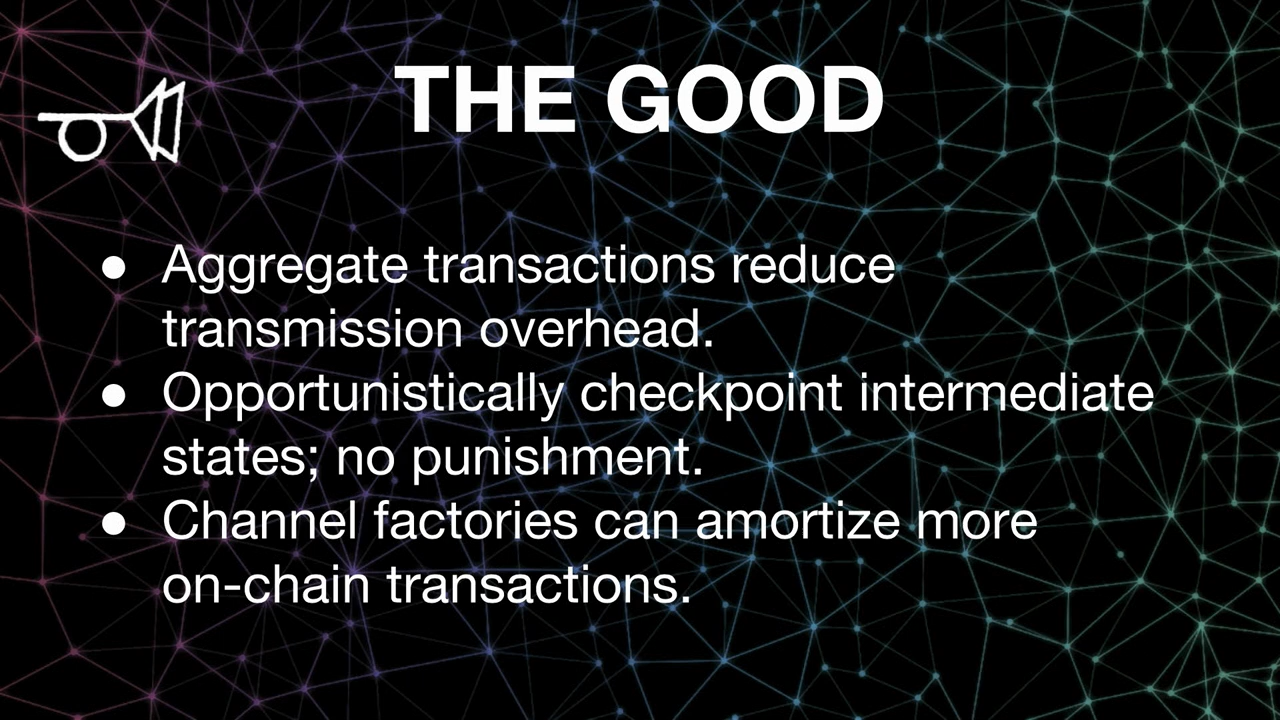 THE GOOD
● Aggregate transactions reduce
transmission overhead.
● Opportunistically checkpoint intermediate
states; no punishment.
● Channel factories can amortize more
on-chain transactions.